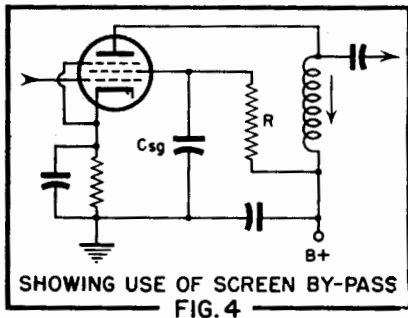 R
Csg
B+
SHOWING USE OF SCREEN BY-PASS
FIG. 4